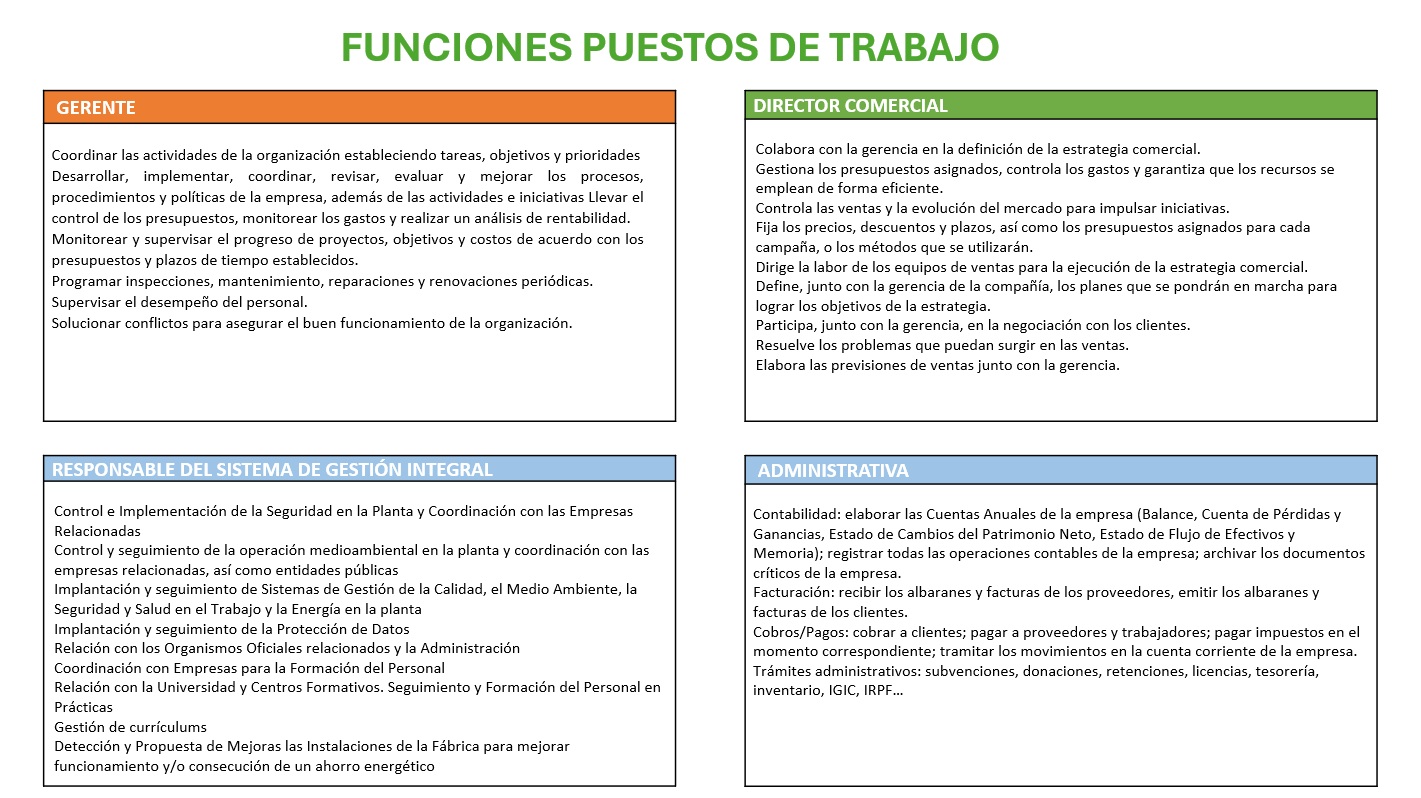 FUNCIONES PUESTOS DE TRABAJO
GERENTE
Coordinar las actividades de la organización estableciendo tareas, objetivos y prioridades
Desarrollar, implementar, coordinar, revisar, evaluar y mejorar los procesos,
procedimientos y políticas de la empresa, además de las actividades e iniciativas Llevar el
control de los presupuestos, monitorear los gastos y realizar un análisis de rentabilidad.
Monitorear y supervisar el progreso de proyectos, objetivos y costos de acuerdo con los
presupuestos y plazos de tiempo establecidos.
Programar inspecciones, mantenimiento, reparaciones y renovaciones periódicas.
Supervisar el desempeño del personal.
Solucionar conflictos para asegurar el buen funcionamiento de la organización.
DIRECTOR COMERCIAL
Colabora con la gerencia en la definición de la estrategia comercial.
Gestiona los presupuestos asignados, controla los gastos y garantiza que los recursos se
emplean de forma eficiente.
Controla las ventas y la evolución del mercado para impulsar iniciativas.
Fija los precios, descuentos y plazos, así como los presupuestos asignados para cada
campaña, o los métodos que se utilizarán.
Dirige la labor de los equipos de ventas para la ejecución de la estrategia comercial.
Define, junto con la gerencia de la compañía, los planes que se pondrán en marcha para
lograr los objetivos de la estrategia.
Participa, junto con la gerencia, en la negociación con los clientes.
Resuelve los problemas que puedan surgir en las ventas.
Elabora las previsiones de ventas junto con la gerencia.
RESPONSABLE DEL SISTEMA DE GESTIÓN INTEGRAL
Control e Implementación de la Seguridad en la Planta y Coordinación con las Empresas
Relacionadas
Control y seguimiento de la operación medioambiental en la planta y coordinación con las
empresas relacionadas, así como entidades públicas
Implantación y seguimiento de Sistemas de Gestión de la Calidad, el Medio Ambiente, la
Seguridad y Salud en el Trabajo y la Energía en la planta
Implantación y seguimiento de la Protección de Datos
Relación con los Organismos Oficiales relacionados y la Administración
Coordinación con Empresas para la Formación del Personal
Relación con la Universidad y Centros Formativos. Seguimiento y Formación del Personal en
Prácticas
Gestión de currículums
Detección y Propuesta de Mejoras las Instalaciones de la Fábrica para mejorar
funcionamiento y/o consecución de un ahorro energético
ADMINISTRATIVA
Contabilidad: elaborar las Cuentas Anuales de la empresa (Balance, Cuenta de Pérdidas y
Ganancias, Estado de Cambios del Patrimonio Neto, Estado de Flujo de Efectivos y
Memoria); registrar todas las operaciones contables de la empresa; archivar los documentos
críticos de la empresa.
Facturación: recibir los albaranes y facturas de los proveedores, emitir los albaranes y
facturas de los clientes.
Cobros/Pagos: cobrar a clientes; pagar a proveedores y trabajadores; pagar impuestos en el
momento correspondiente; tramitar los movimientos en la cuenta corriente de la empresa.
Trámites administrativos: subvenciones, donaciones, retenciones, licencias, tesorería,
inventario, IGIC, IRPF…